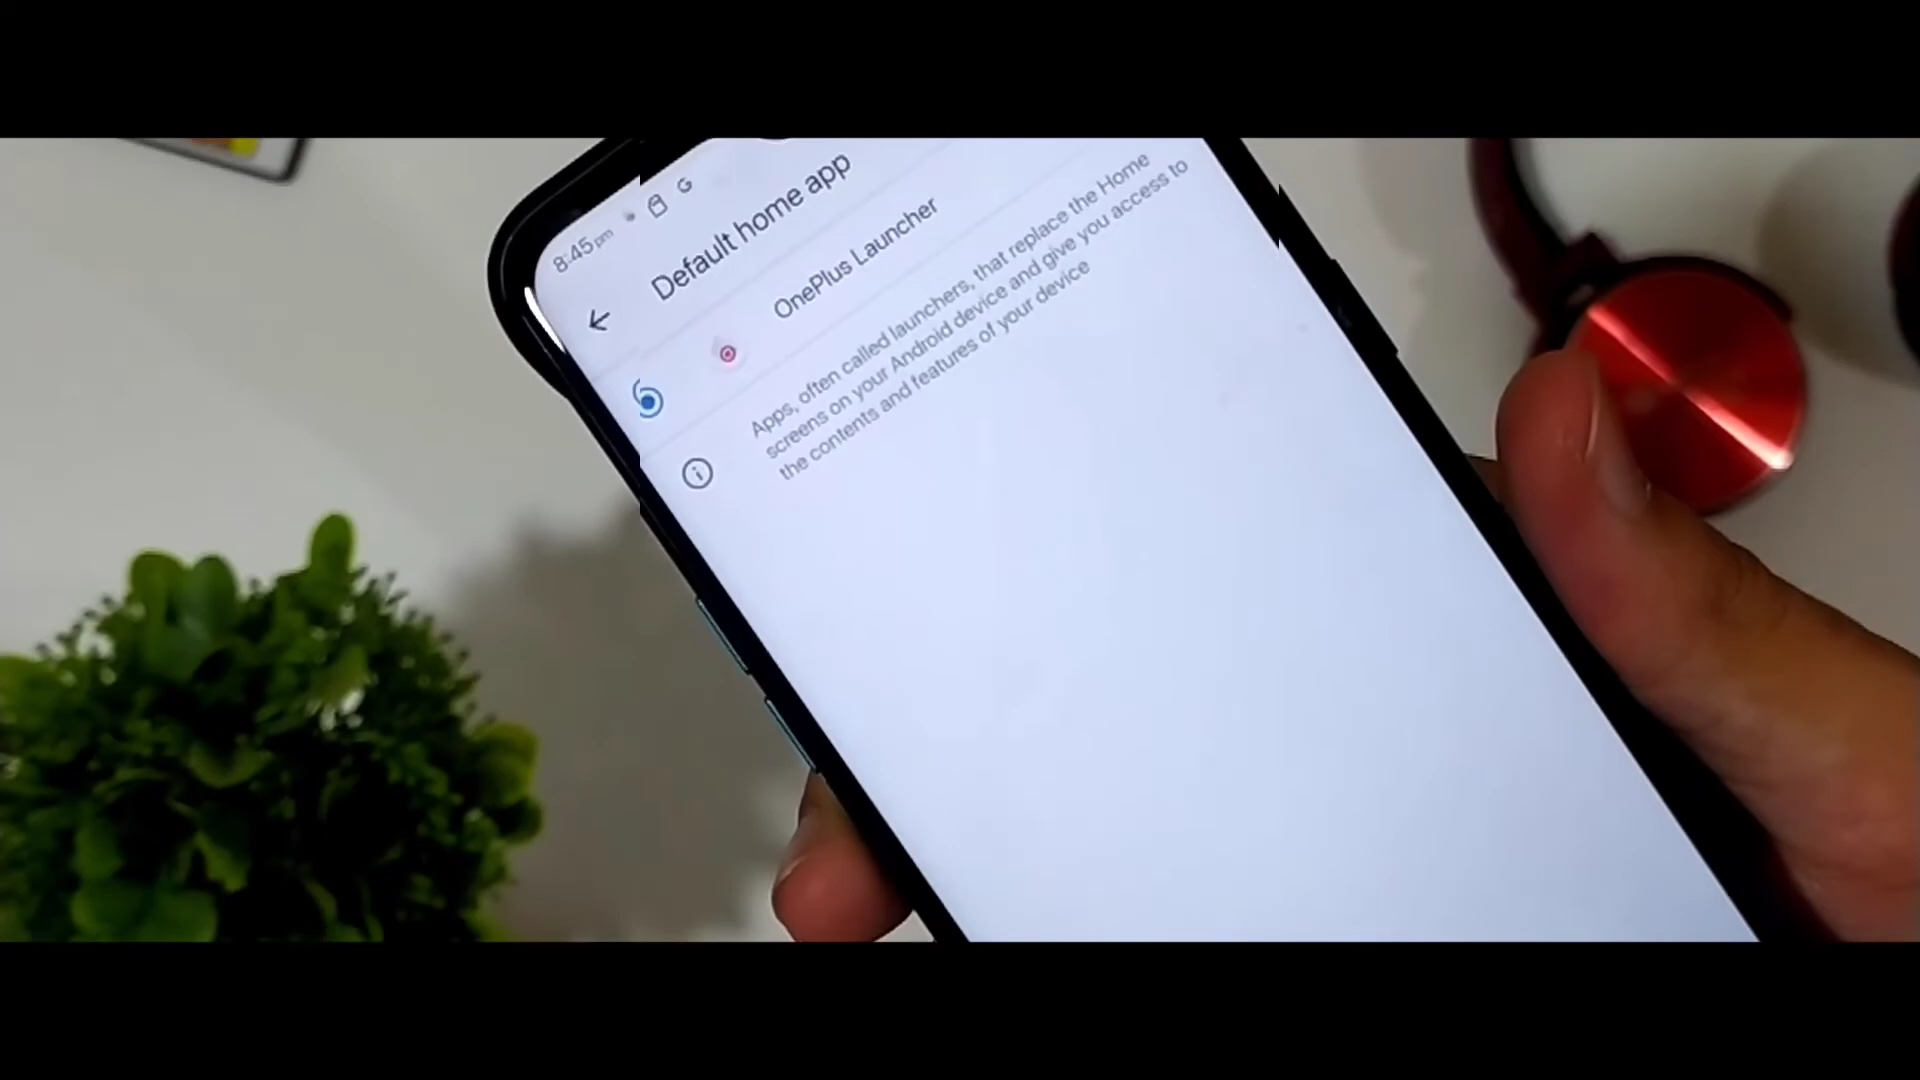 8:45 pm G
Default home app
OnePlus Launcher
Apps, often called launchers, that replace the Home
screens on your Android device and give you access to
the contents and features of your device